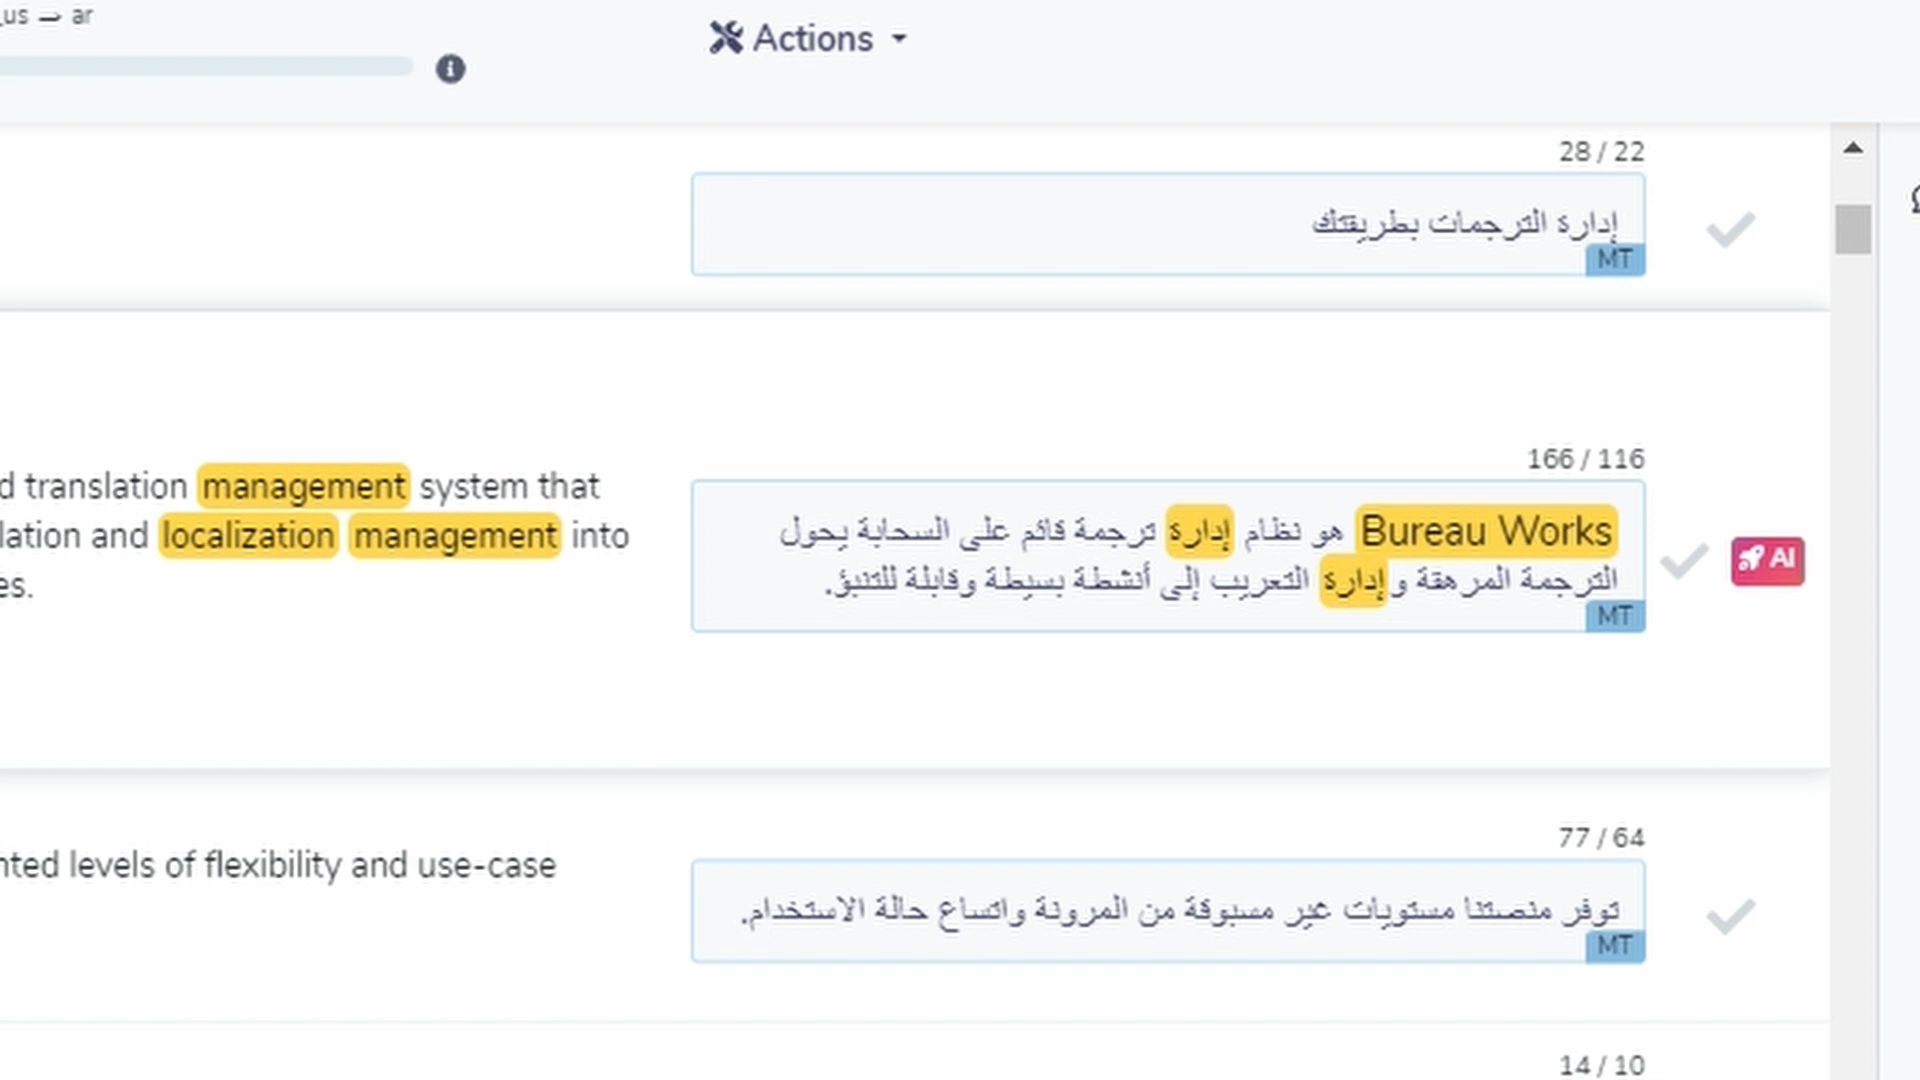 us → ar
Actions
28 / 22
إدارة الترجمات بطريقتك
MT
translation management system that
and localization management into
166 / 116
Bureau Works هو نظام إدارة ترجمة قائم على السحابة يحول
الترجمة المرهقة وإدارة التعريب إلى أنشطة بسيطة وقابلة للتنبؤ.
MT
AI
levels of flexibility and use-case
77 / 64
توفر منصتنا مستويات غير مسبوقة من المرونة واتساع حالة الاستخدام.
MT
14 / 10